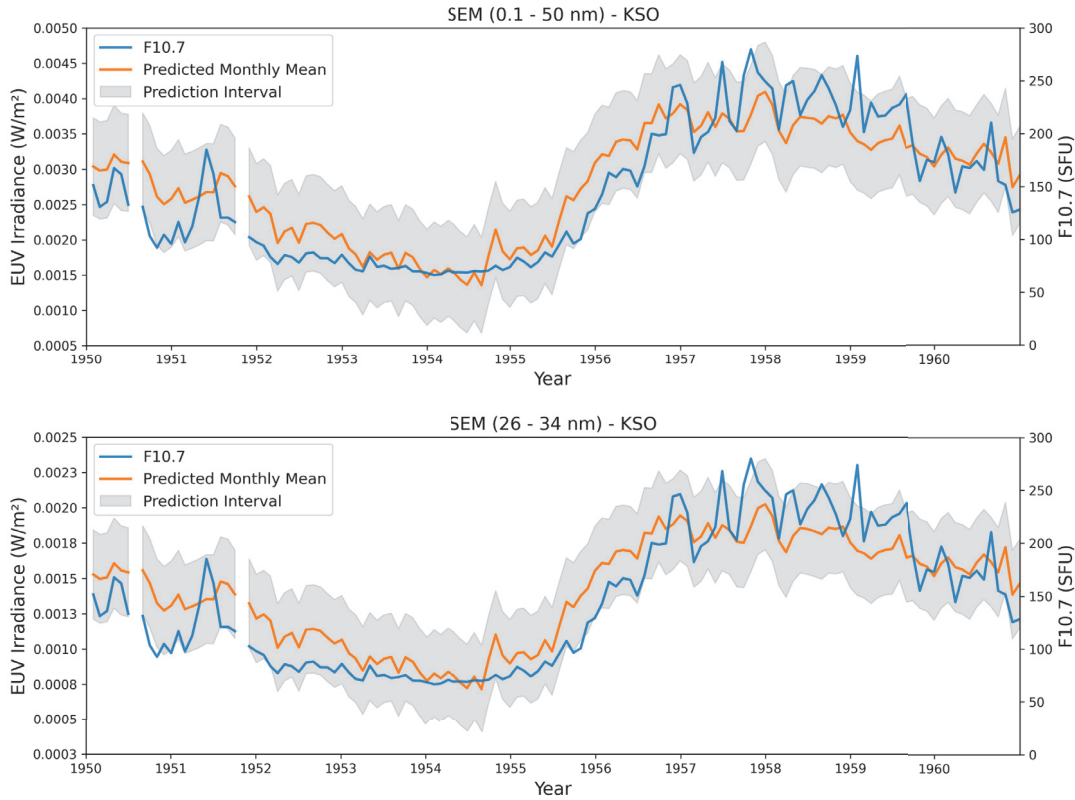 SEM (0.1 - 50 nm) - KSO
0.0050
0.0045
0.0040
0.0035
0.0030
0.0025
0.0020
0.0015
0.0010
0.0005
EUV Irradiance (W/m²)
F10.7
Predicted Monthly Mean
Prediction Interval
300
250
200
150
100
50
0
F10.7 (SFU)
1950 1951 1952 1953 1954 1955 1956 1957 1958 1959 1960
Year
SEM (26 - 34 nm) - KSO
0.0025
0.0023
0.0020
0.0018
0.0015
0.0013
0.0010
0.0008
0.0005
0.0003
EUV Irradiance (W/m²)
F10.7
Predicted Monthly Mean
Prediction Interval
300
250
200
150
100
50
0
F10.7 (SFU)
1950 1951 1952 1953 1954 1955 1956 1957 1958 1959 1960
Year